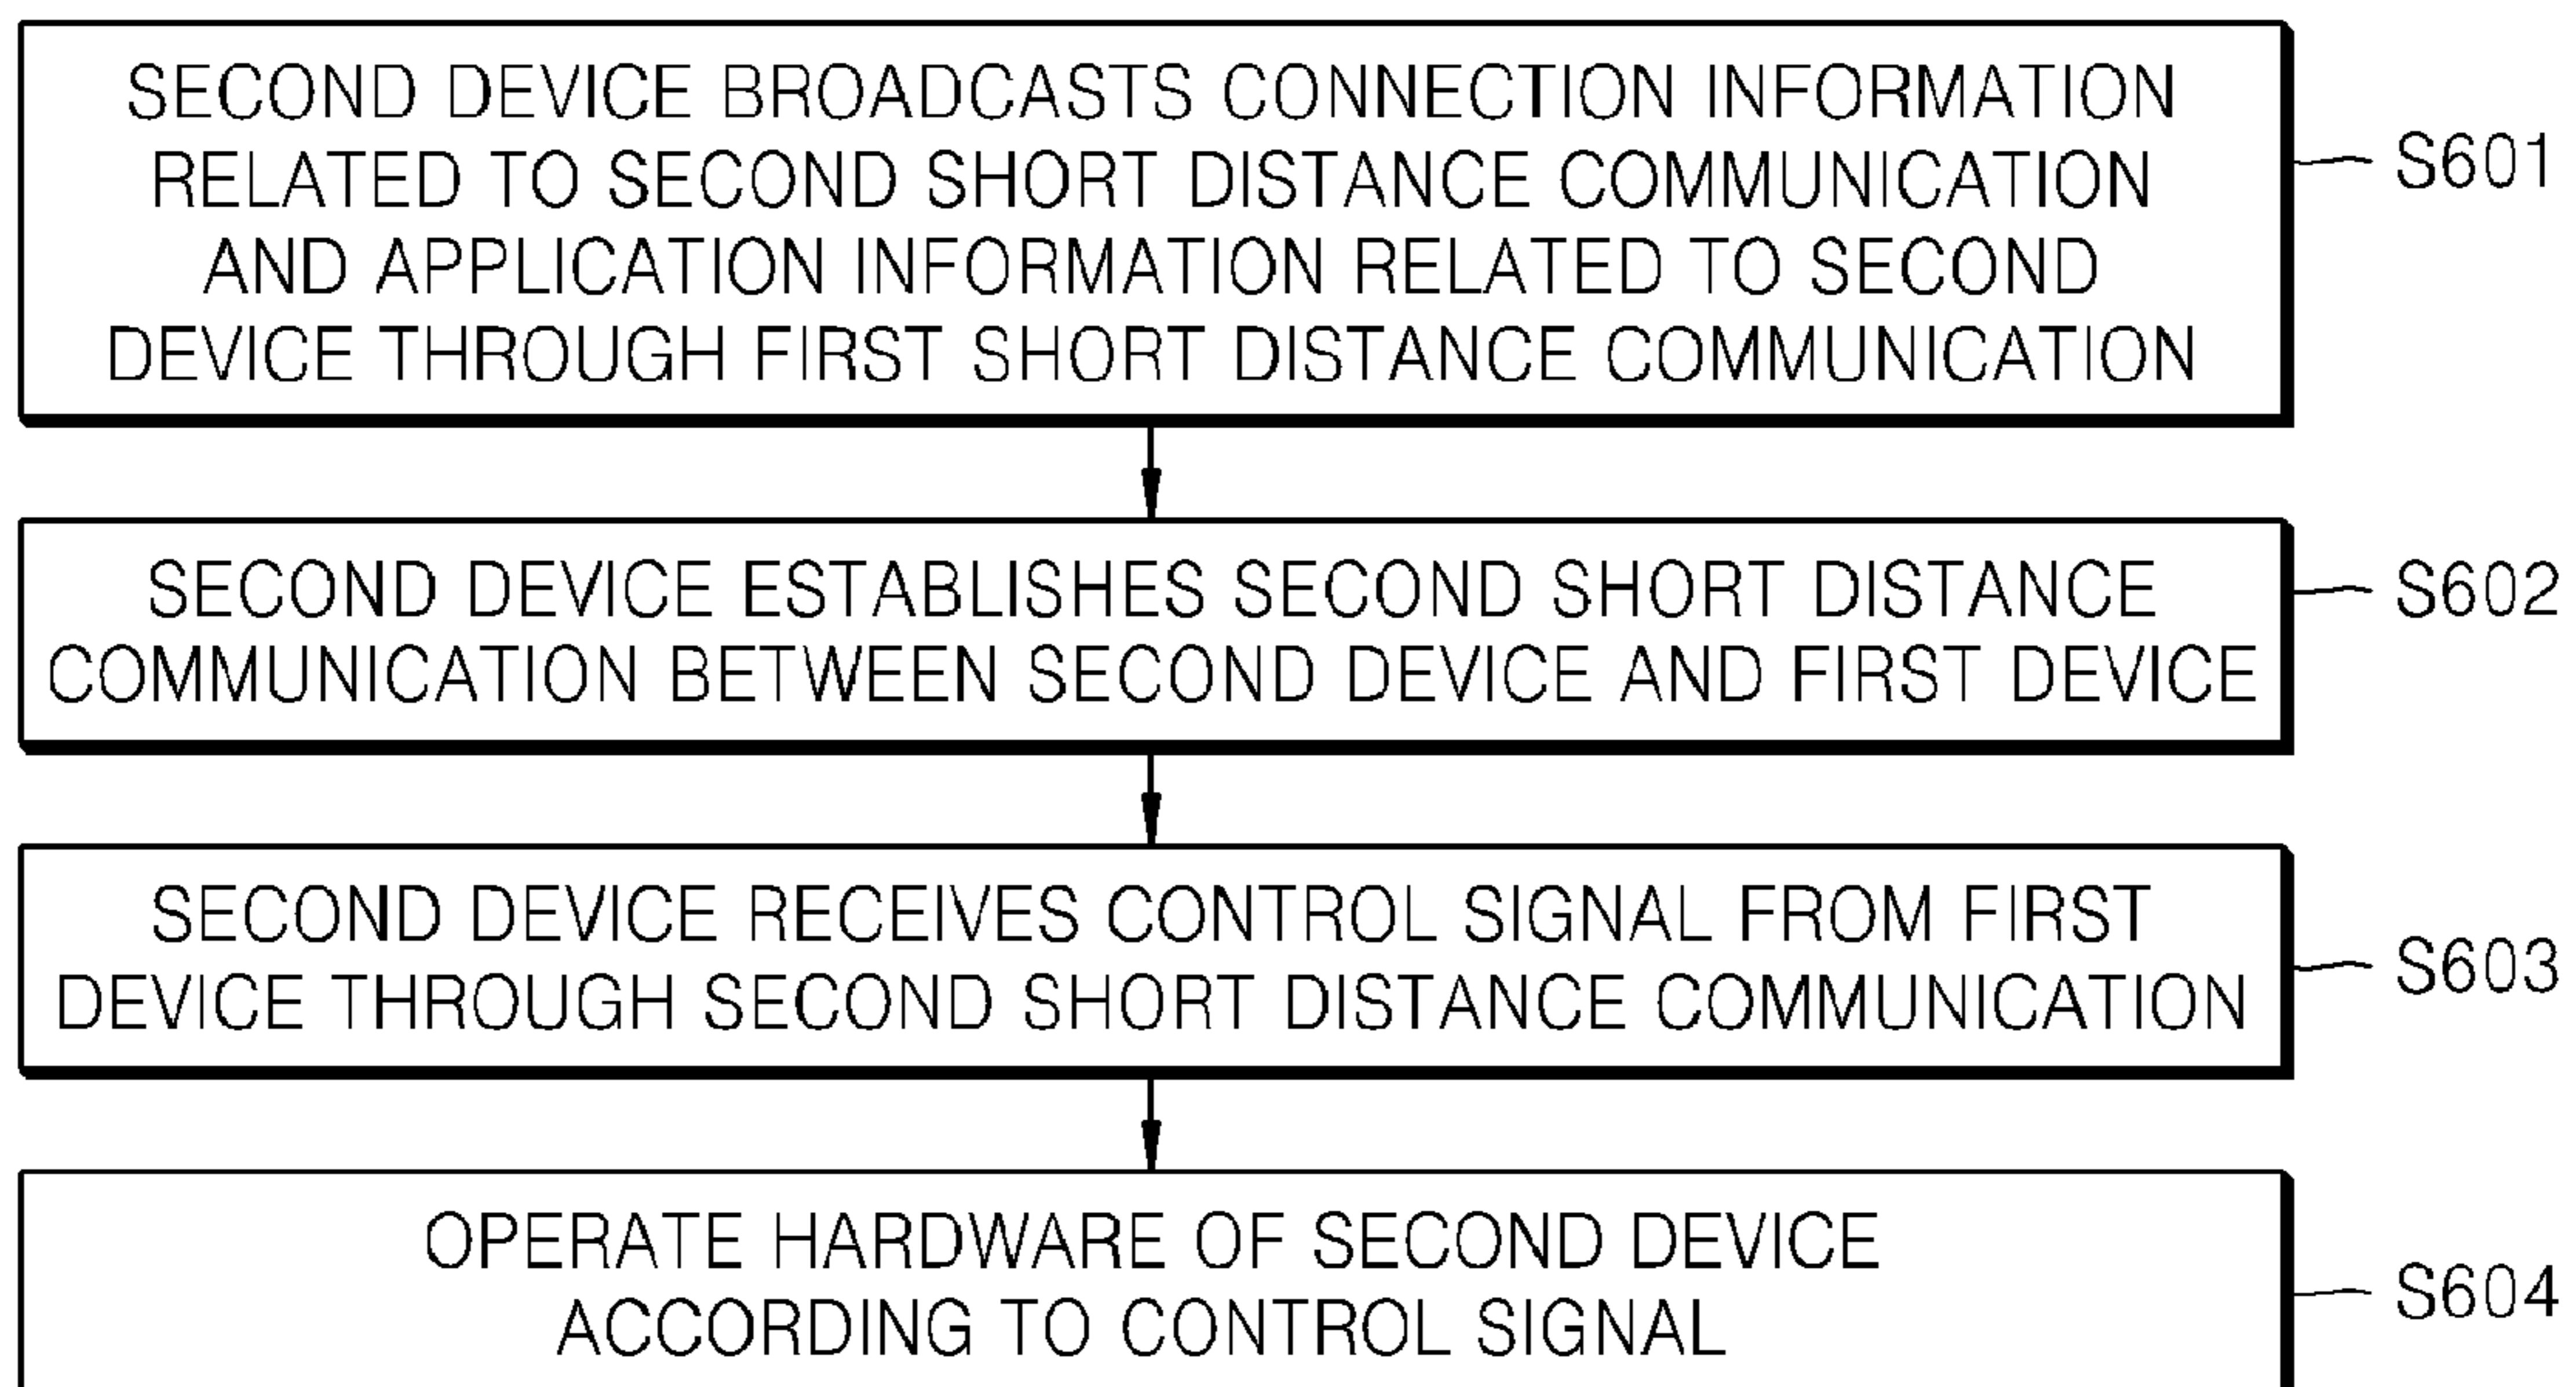 SECOND DEVICE BROADCASTS CONNECTION INFORMATION
RELATED TO SECOND SHORT DISTANCE COMMUNICATION
AND APPLICATION INFORMATION RELATED TO SECOND
DEVICE THROUGH FIRST SHORT DISTANCE COMMUNICATION
S601
SECOND DEVICE ESTABLISHES SECOND SHORT DISTANCE
COMMUNICATION BETWEEN SECOND DEVICE AND FIRST DEVICE
S602
SECOND DEVICE RECEIVES CONTROL SIGNAL FROM FIRST
DEVICE THROUGH SECOND SHORT DISTANCE COMMUNICATION
S603
OPERATE HARDWARE OF SECOND DEVICE
ACCORDING TO CONTROL SIGNAL
S604